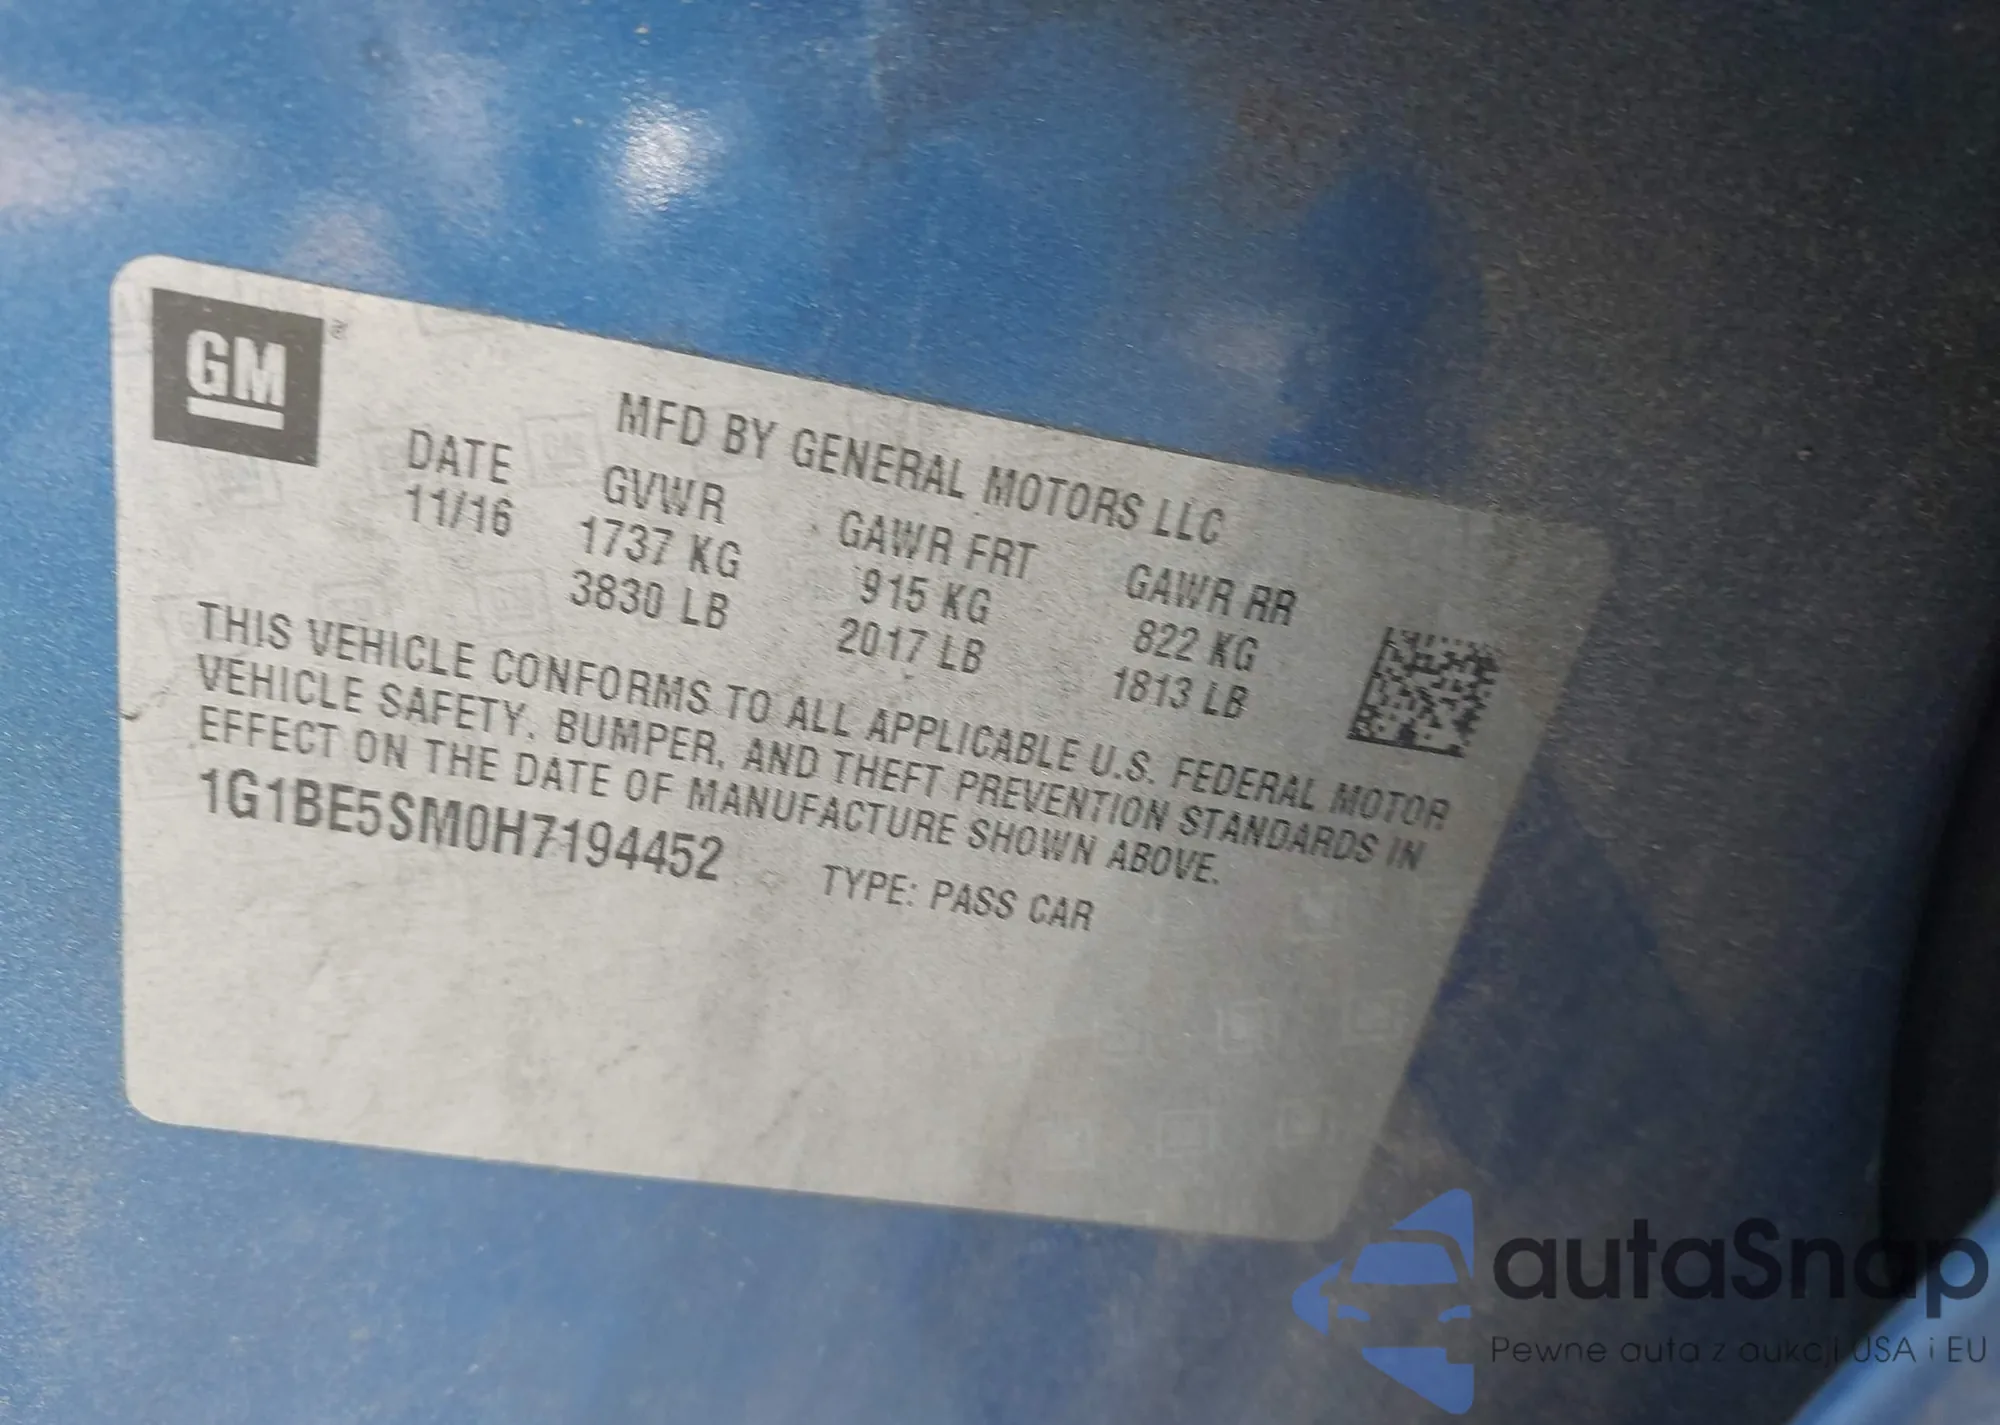 GM
MFD BY GENERAL MOTORS LLC
DATE GVWR GAWR FRT GAWR RR
11/16 1737 KG 915 KG 822 KG
3830 LB 2017 LB 1813 LB
THIS VEHICLE CONFORMS TO ALL APPLICABLE U.S. FEDERAL MOTOR
VEHICLE SAFETY, BUMPER, AND THEFT PREVENTION STANDARDS IN
EFFECT ON THE DATE OF MANUFACTURE SHOWN ABOVE.
1G1BE5SM0H7194452 TYPE: PASS CAR
autaSnap
Pewne auta z aukcji USA i EU